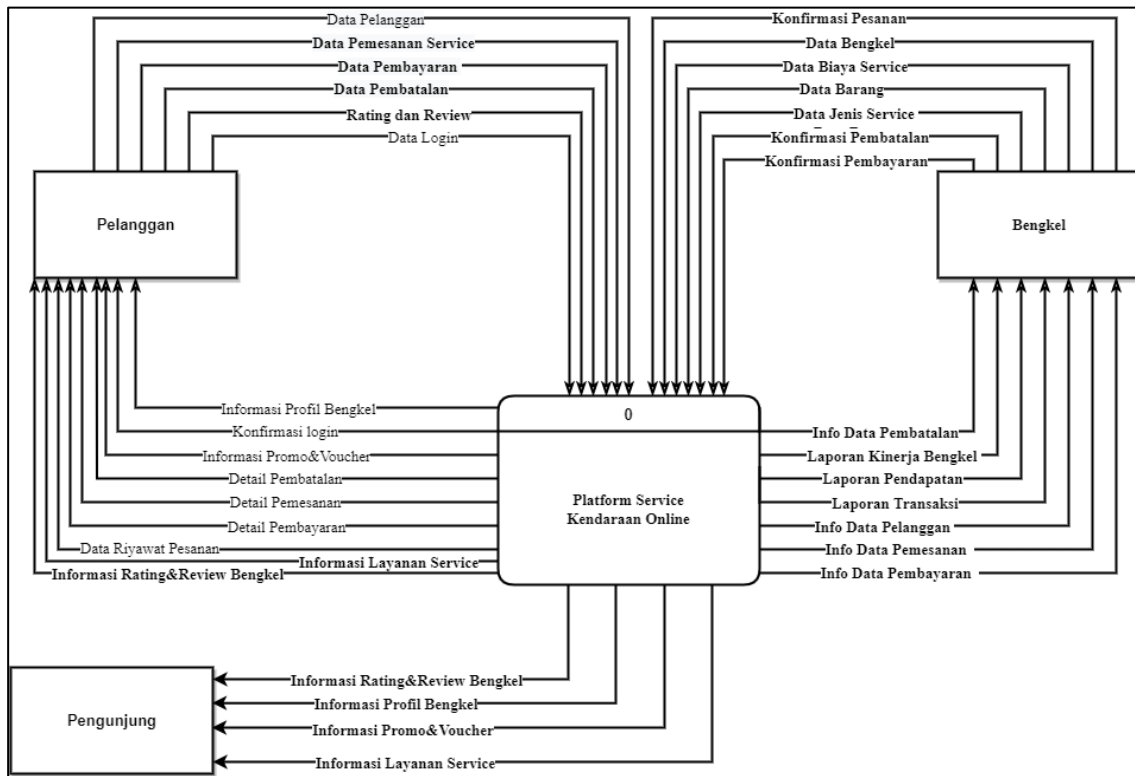 Data Pelanggan
Data Pemesanan Service
Data Pembayaran
Data Pembatalan
Rating dan Review
Data Login
Konfirmasi Pesanan
Data Bengkel
Data Biaya Service
Data Barang
Data Jenis Service
Konfirmasi Pembatalan
Konfirmasi Pembayaran
Pelanggan
Bengkel
0
Platform Service
Kendaraan Online
Informasi Profil Bengkel
Konfirmasi login
Informasi Promo&Voucher
Detail Pembatalan
Detail Pemesanan
Detail Pembayaran
Data Riyawat Pesanan
Informasi Layanan Service
Informasi Rating&Review Bengkel
Info Data Pembatalan
Laporan Kinerja Bengkel
Laporan Pendapatan
Laporan Transaksi
Info Data Pelanggan
Info Data Pemesanan
Info Data Pembayaran
Pengunjung
Informasi Rating&Review Bengkel
Informasi Profil Bengkel
Informasi Promo&Voucher
Informasi Layanan Service